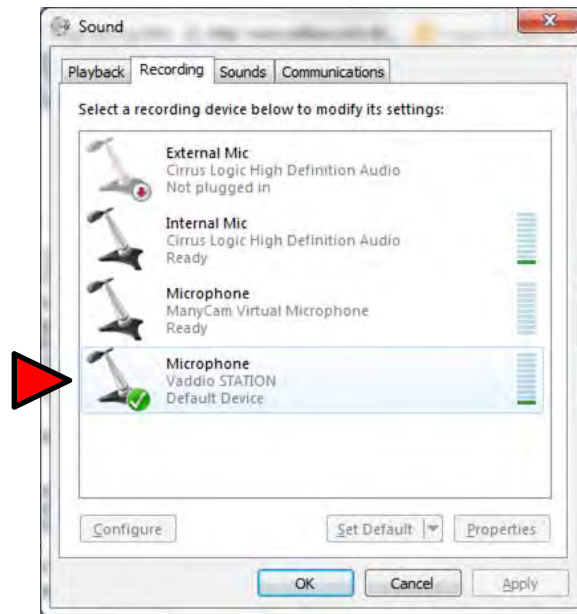 Sound
Playback Recording Sounds Communications
Select a recording device below to modify its settings:
External Mic
Cirrus Logic High Definition Audio
Not plugged in
Internal Mic
Cirrus Logic High Definition Audio
Ready
Microphone
ManyCam Virtual Microphone
Ready
Microphone
Vaddio STATION
Default Device
Configure Set Default Properties
OK Cancel Apply